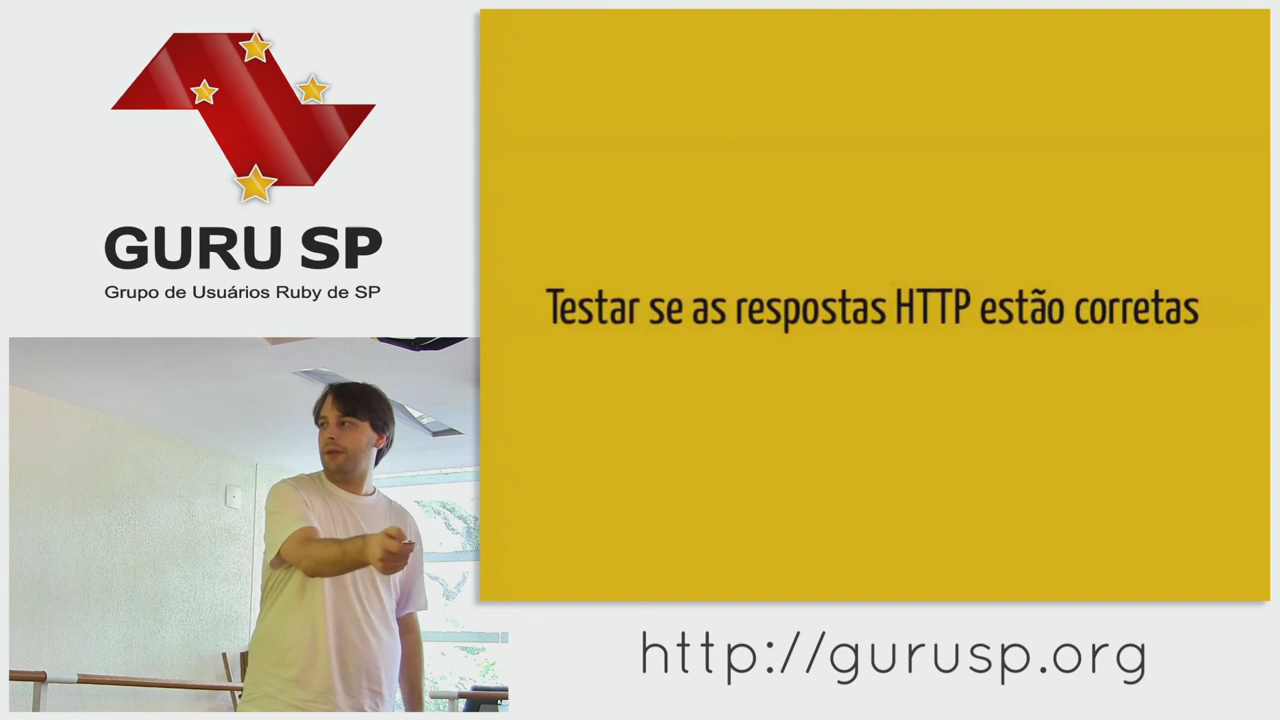 GURU SP
Grupo de Usuários Ruby de SP
Testar se as respostas HTTP estão corretas
http://gurusp.org